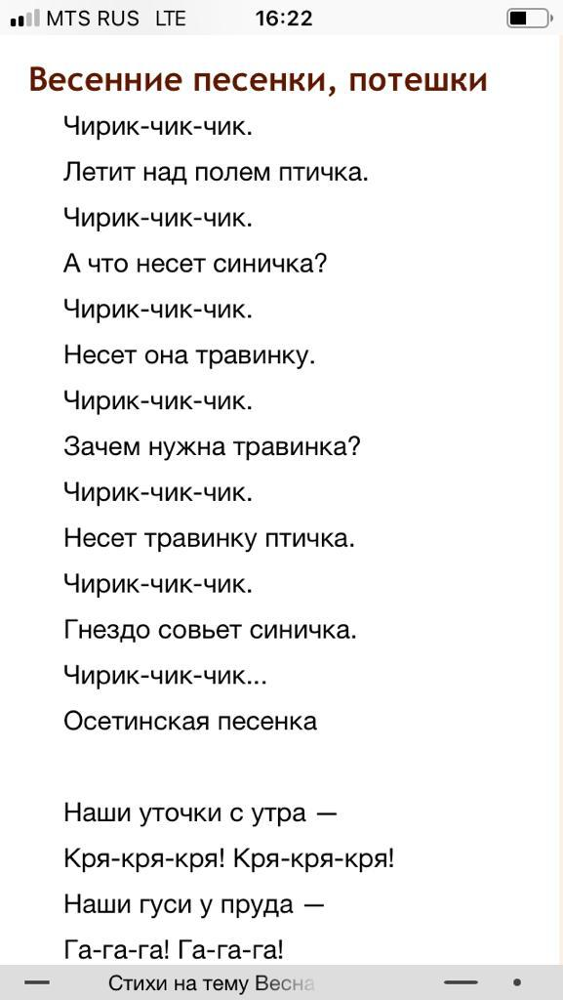 MTS RUS LTE 16:22
Весенние песенки, потешки
Чирик-чик-чик.
Летит над полем птичка.
Чирик-чик-чик.
А что несет синичка?
Чирик-чик-чик.
Несет она травинку.
Чирик-чик-чик.
Зачем нужна травинка?
Чирик-чик-чик.
Несет травинку птичка.
Чирик-чик-чик.
Гнездо совьет синичка.
Чирик-чик-чик...
Осетинская песенка
Наши уточки с утра —
Кря-кря-кря! Кря-кря-кря!
Наши гуси у пруда —
Га-га-га! Га-га-га!
Стихи на тему Весна